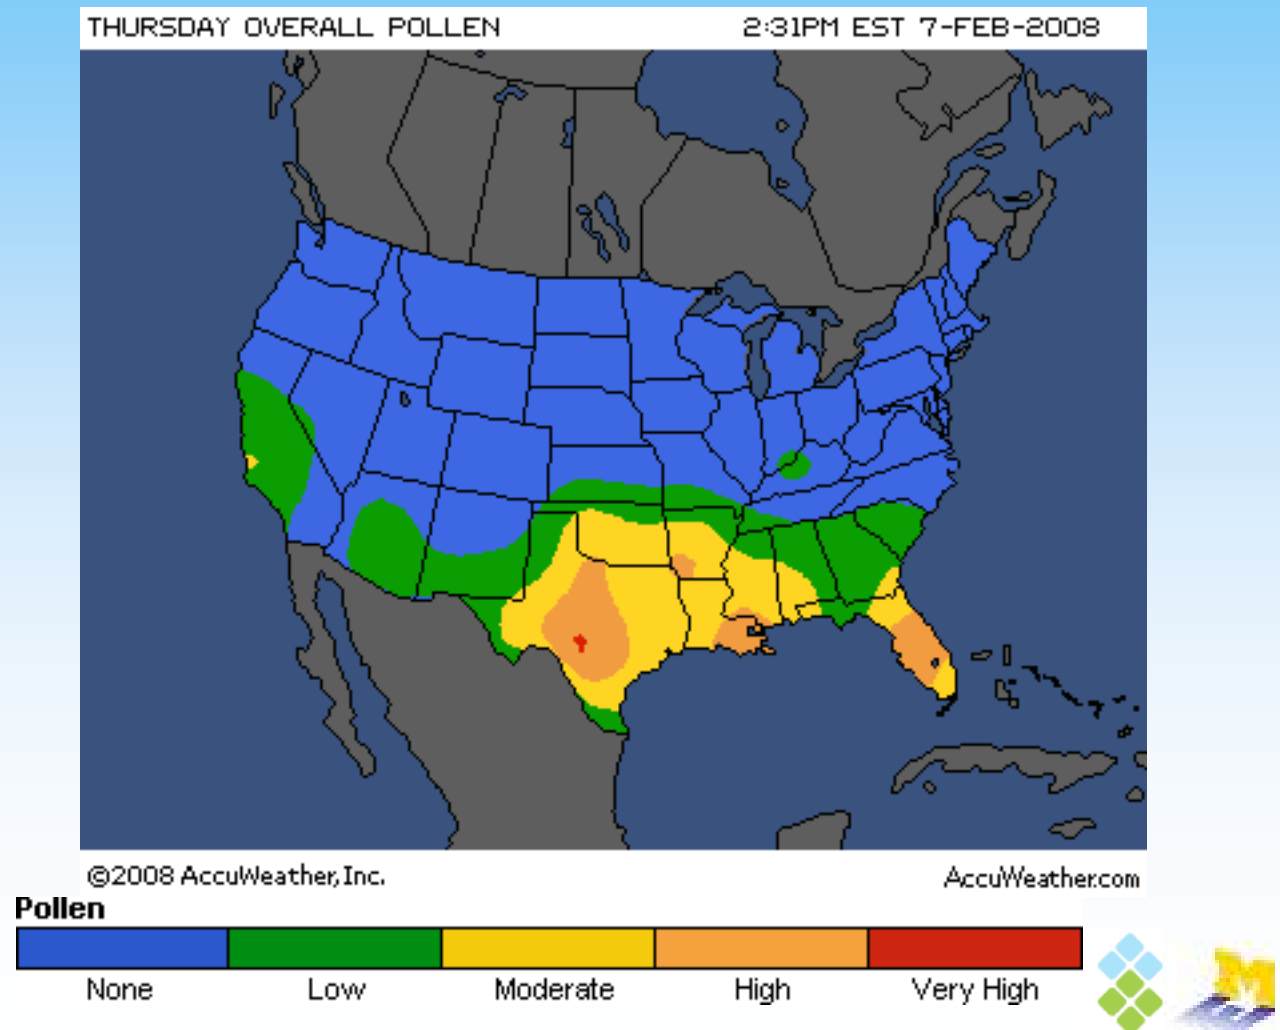 THURSDAY OVERALL POLLEN 2:31PM EST 7-FEB-2008
©2008 AccuWeather, Inc. AccuWeather.com
Pollen
None Low Moderate High Very High
M